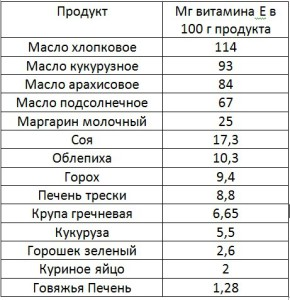 Продукт Мг витамина Е в
100 г продукта
Масло хлопковое 114
Масло кукурузное 93
Масло арахисовое 84
Масло подсолнечное 67
Маргарин молочный 25
Соя 17,3
Облепиха 10,3
Горох 9,4
Печень трески 8,8
Крупа гречневая 6,65
Кукуруза 5,5
Горошек зеленый 2,6
Куриное яйцо 2
Говяжья Печень 1,28